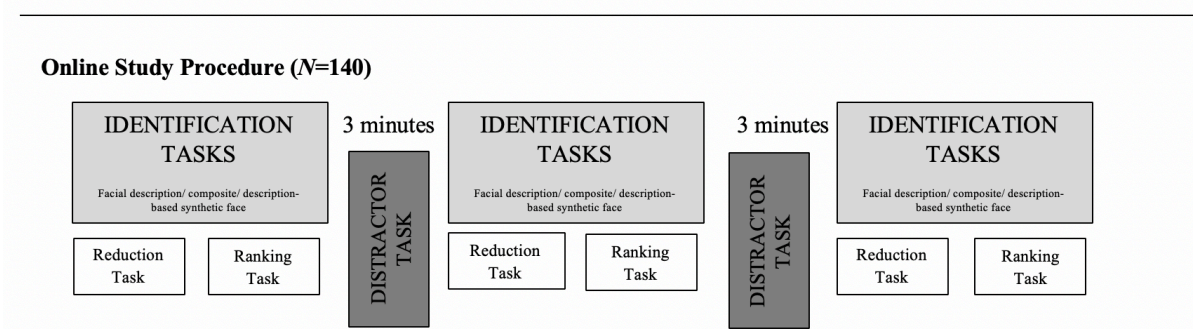 Online Study Procedure (N=140)
IDENTIFICATION
TASKS
Facial description/ composite/ description-
based synthetic face
Reduction
Task
Ranking
Task
3 minutes
DISTRACTOR
TASK
IDENTIFICATION
TASKS
Facial description/ composite/ description-
based synthetic face
Reduction
Task
Ranking
Task
3 minutes
DISTRACTOR
TASK
IDENTIFICATION
TASKS
Facial description/ composite/ description-
based synthetic face
Reduction
Task
Ranking
Task